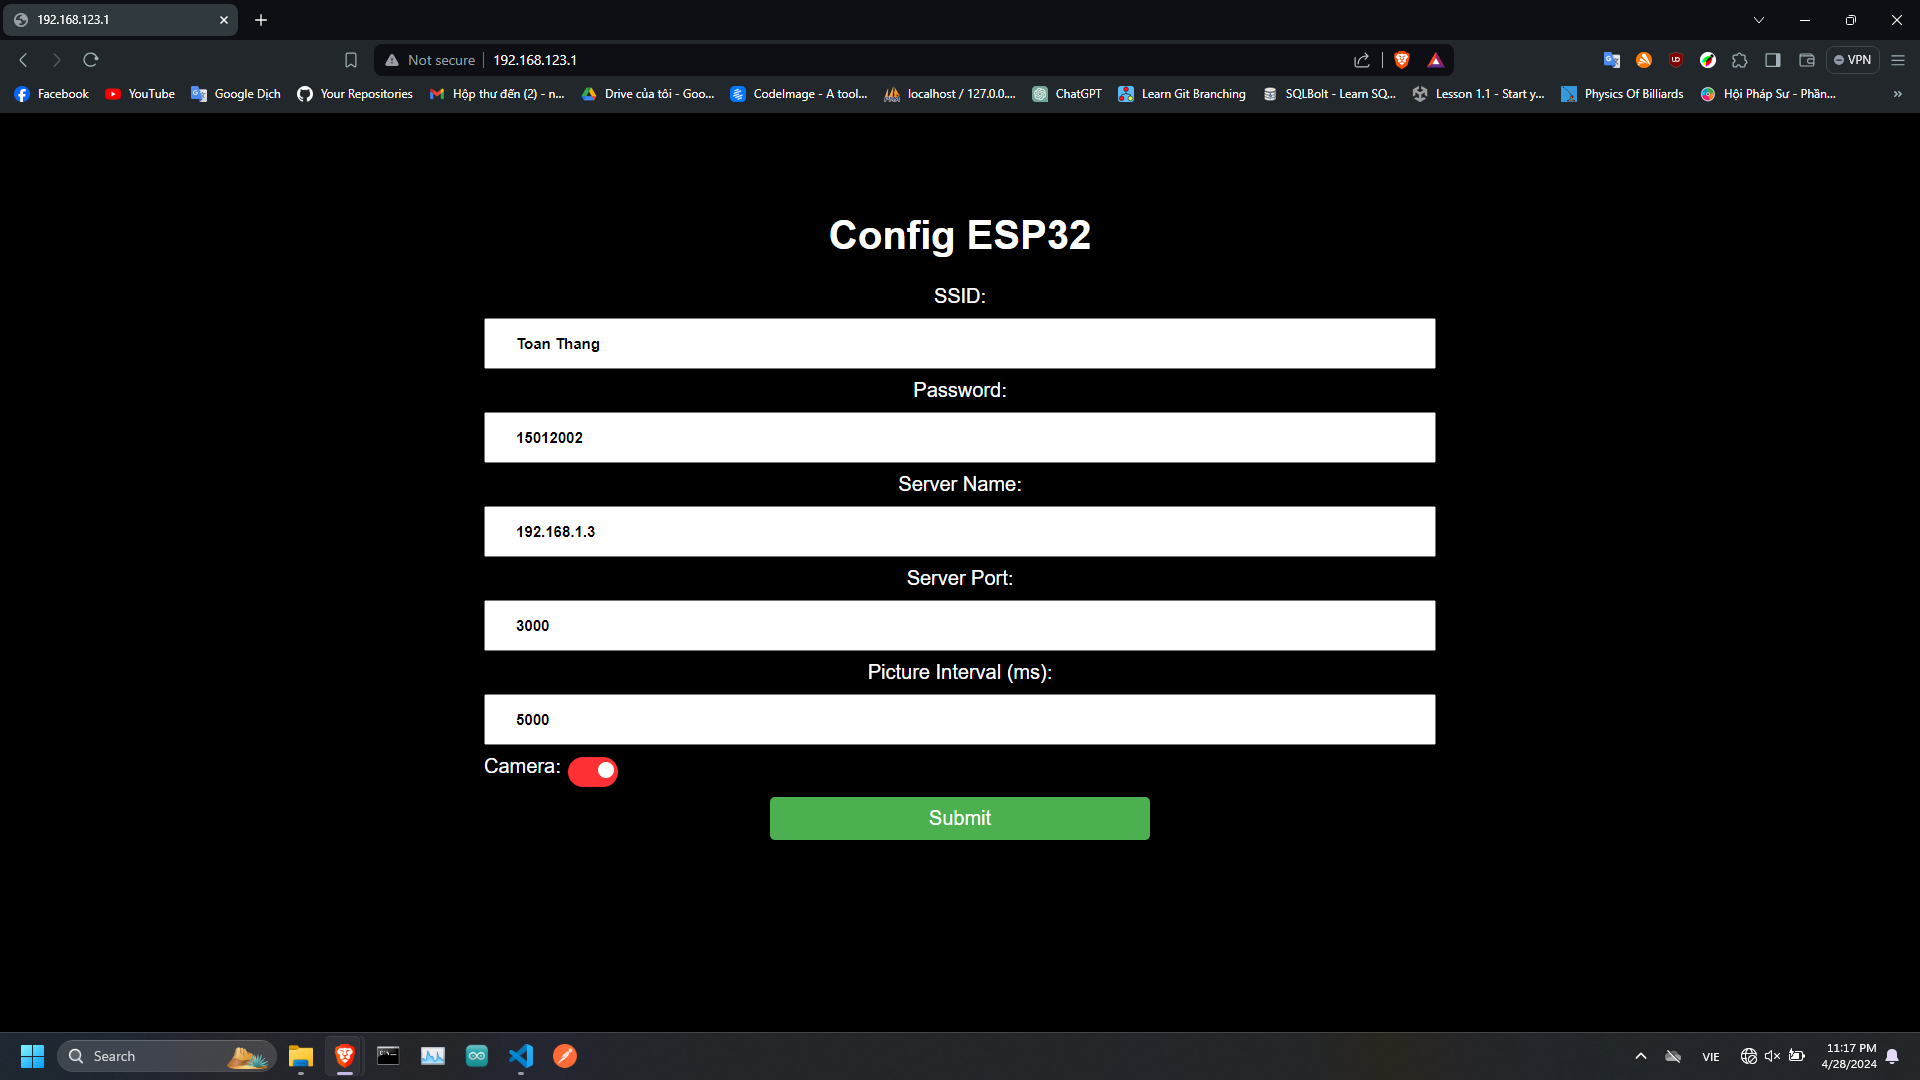 192.168.123.1
Not secure 192.168.123.1
VPN
Facebook YouTube Google Dịch Your Repositories Hộp thư đến (2) - n... Drive của tôi - Goo... CodeImage - A tool... localhost / 127.0.0.... ChatGPT Learn Git Branching SQLBolt - Learn SQ... Lesson 1.1 - Start y... Physics Of Billiards Hội Pháp Sư - Phần...
Config ESP32
SSID:
Toan Thang
Password:
15012002
Server Name:
192.168.1.3
Server Port:
3000
Picture Interval (ms):
5000
Camera:
Submit
Search
VIE
11:17 PM
4/28/2024